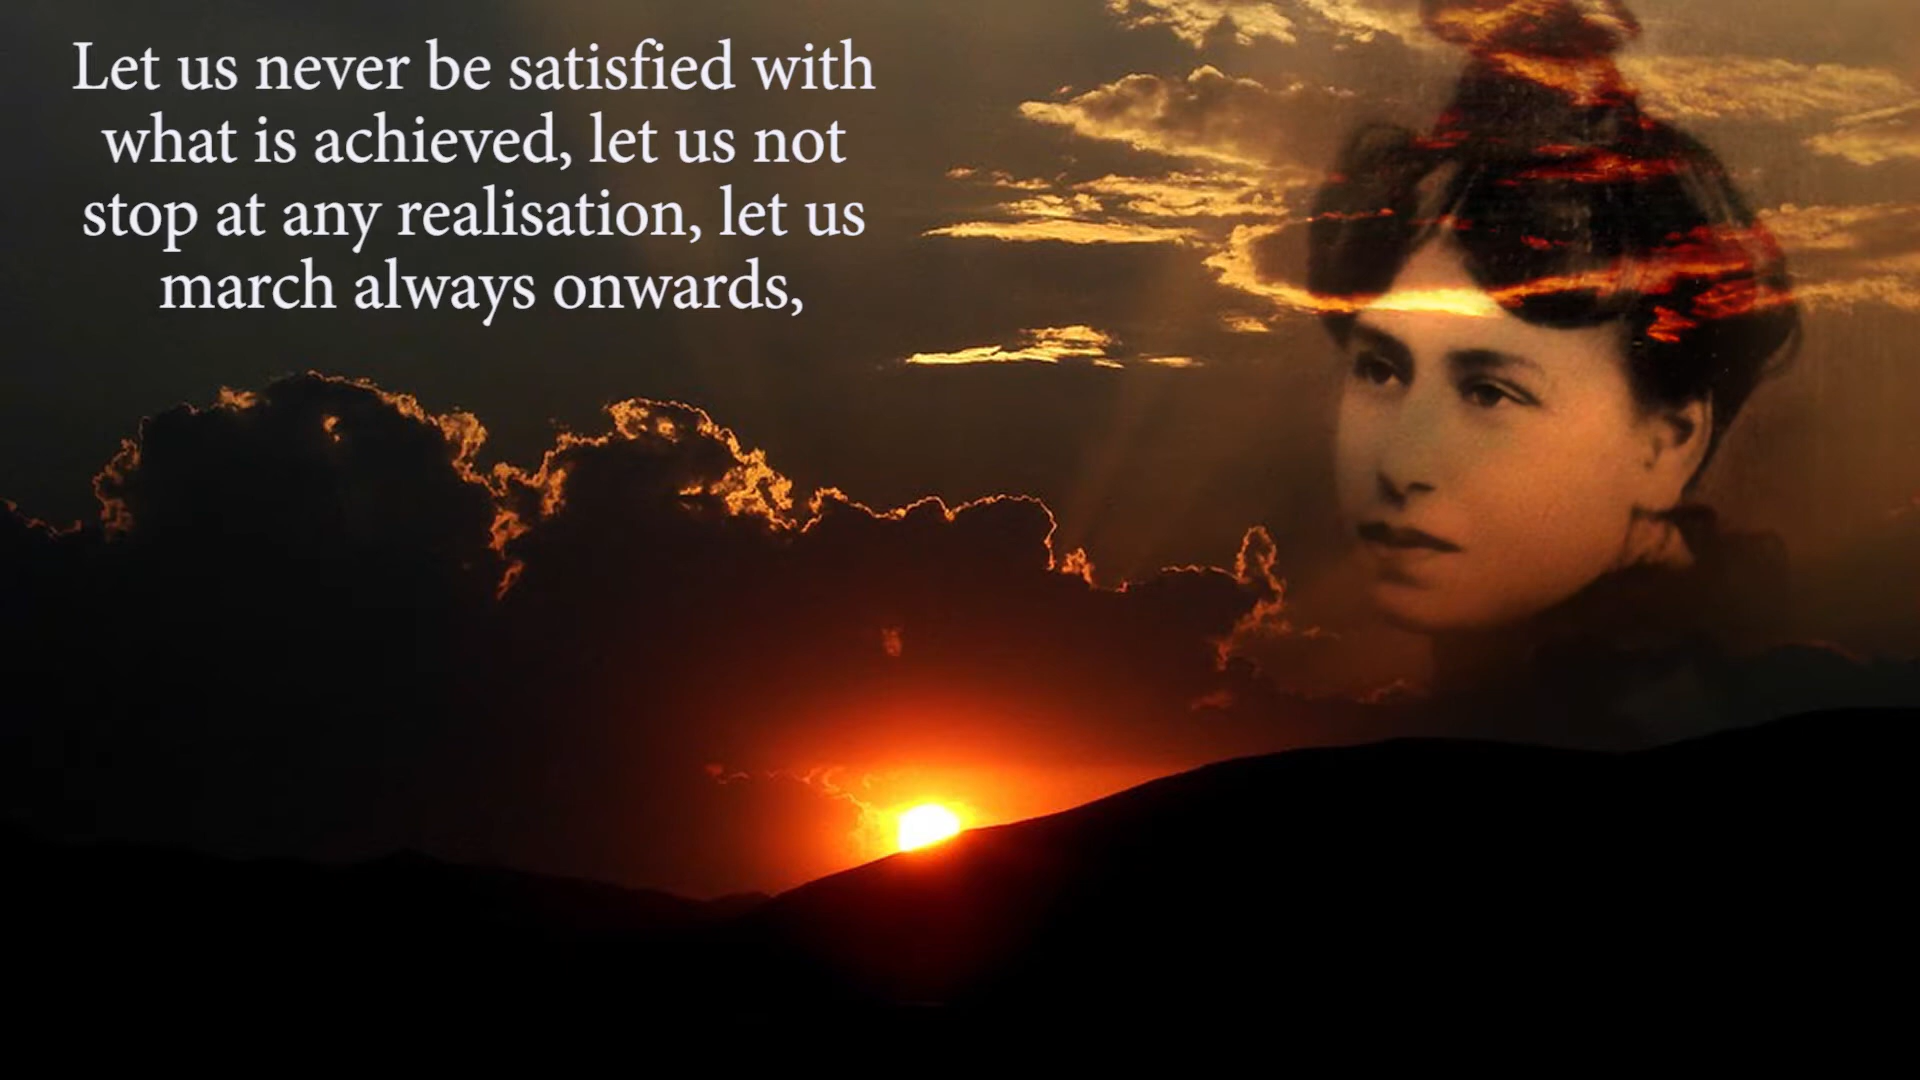 Let us never be satisfied with
what is achieved, let us not
stop at any realisation, let us
march always onwards,